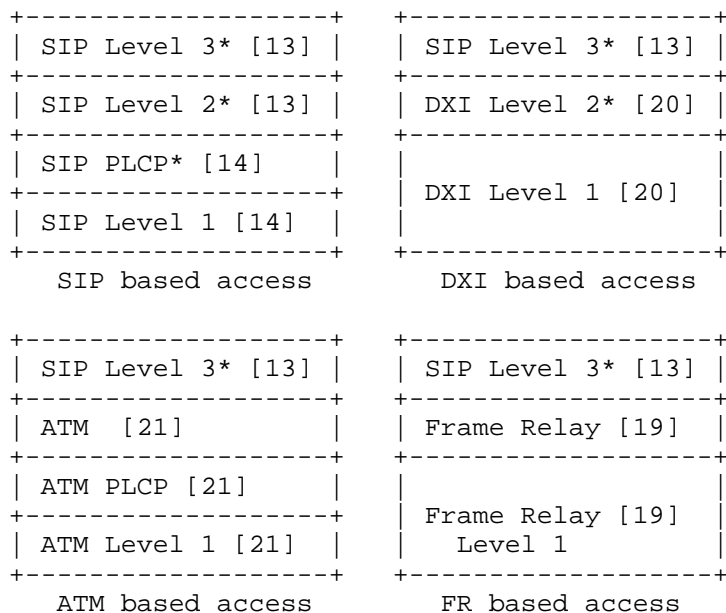 SIP Level 3* [13]    SIP Level 3* [13]
SIP Level 2* [13]    DXI Level 2* [20]
SIP PLCP* [14]
DXI Level 1 [20]
SIP Level 1 [14]
SIP based access    DXI based access
SIP Level 3* [13]    SIP Level 3* [13]
ATM  [21]    Frame Relay [19]
ATM PLCP [21]
Frame Relay [19]
ATM Level 1 [21]    Level 1
ATM based access    FR based access